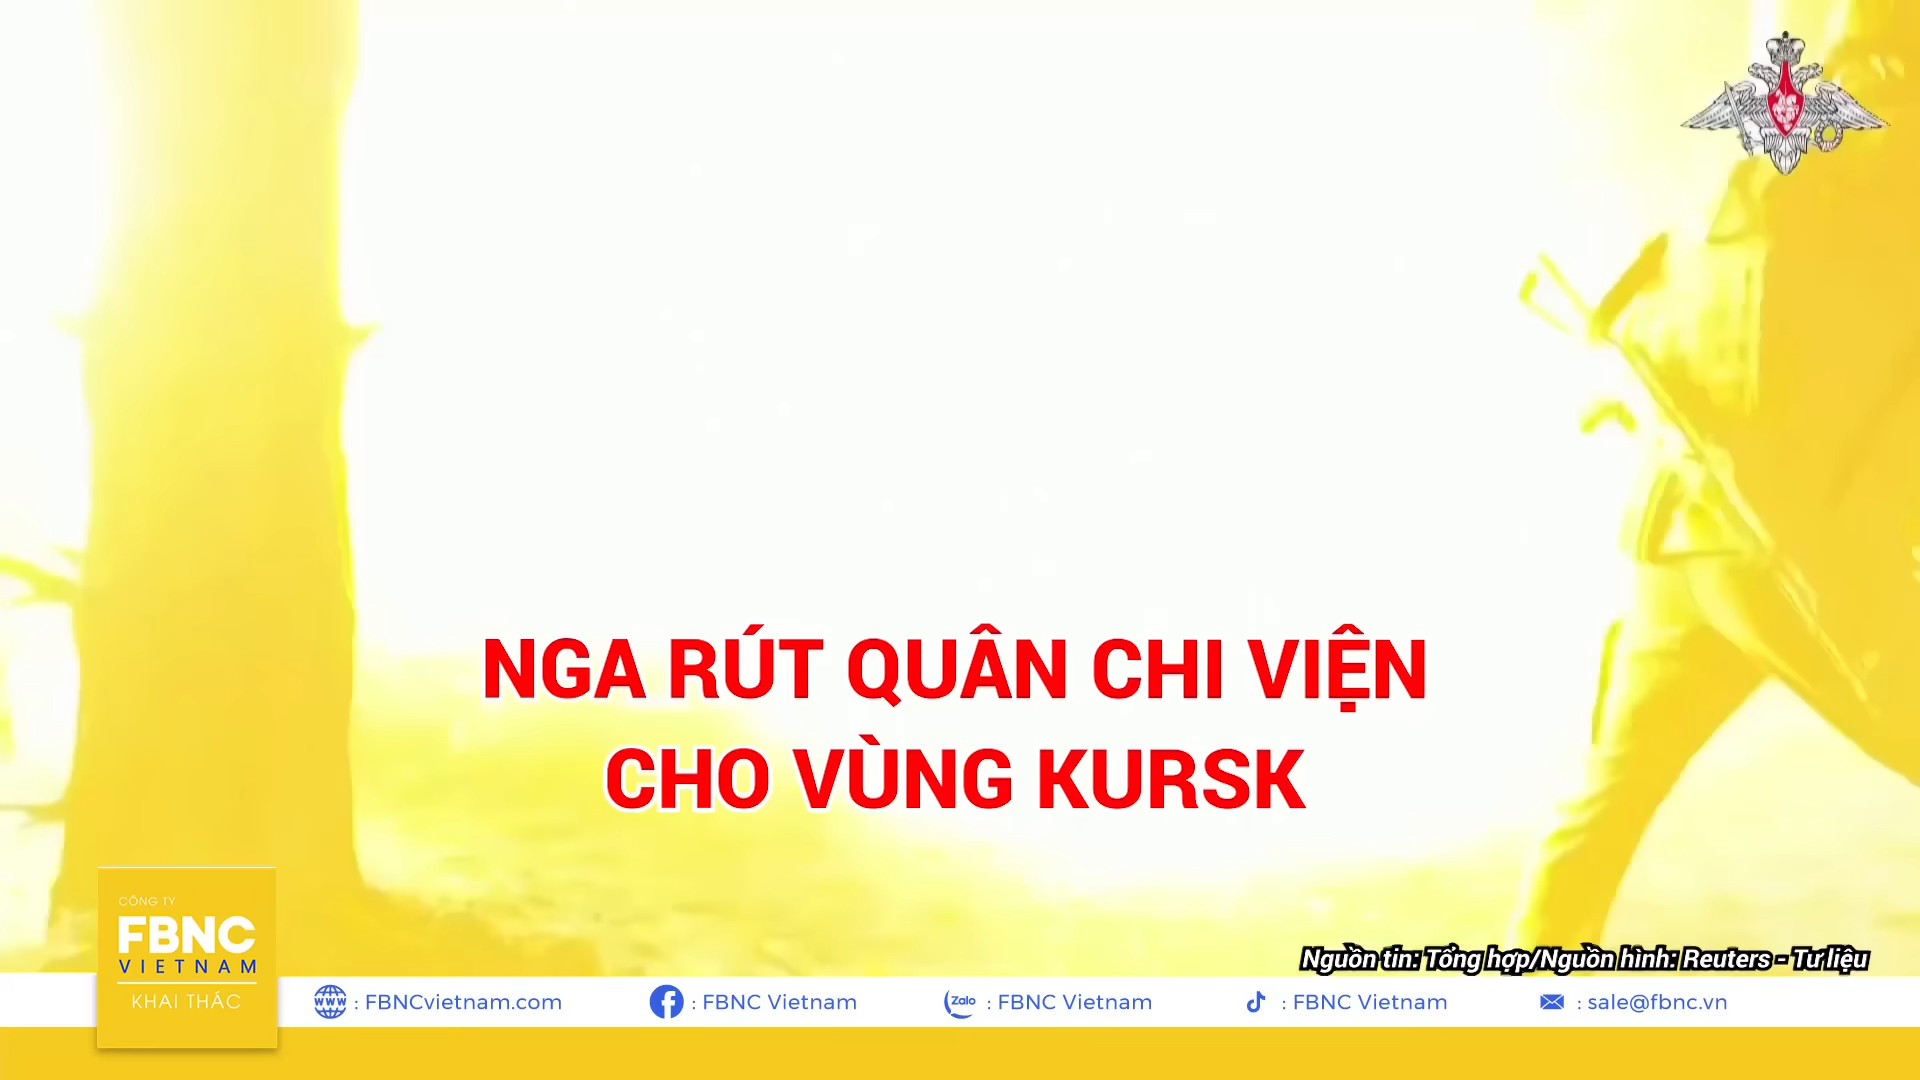 NGA RÚT QUÂN CHI VIỆN
CHO VÙNG KURSK
Nguồn tin: Tổng hợp/Nguồn hình: Reuters - Tư liệu
CÔNG TY
FBNC
VIETNAM
KHAI THÁC
www : FBNCvietnam.com
: FBNC Vietnam
Zalo : FBNC Vietnam
: FBNC Vietnam
: sale@fbnc.vn